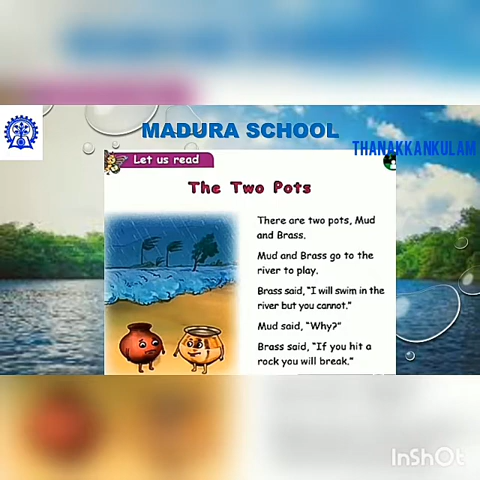 MADURA SCHOOL
THANAKKANKULAM
Let us read
The Two Pots
There are two pots, Mud
and Brass.
Mud and Brass go to the
river to play.
Brass said, "I will swim in the
river but you cannot."
Mud said, "Why?"
Brass said, "If you hit a
rock you will break."
InShOt